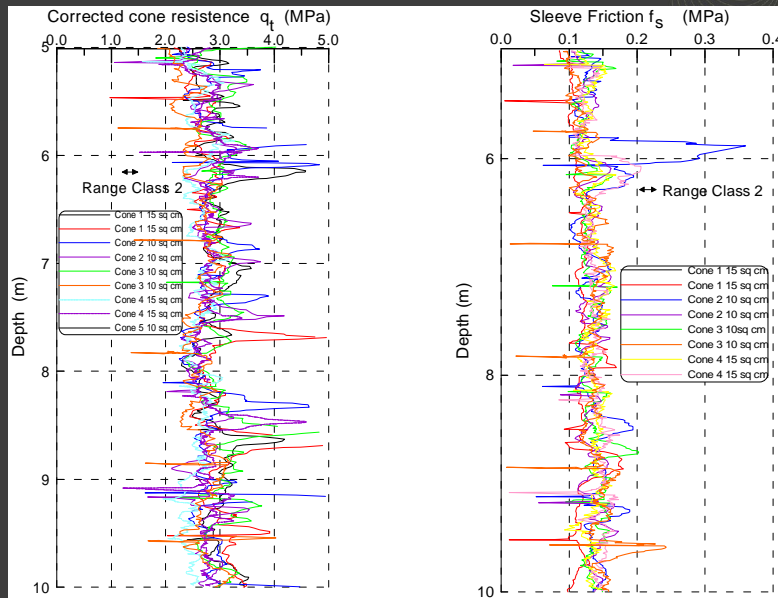 Corrected cone resistence q_t (MPa)
0.0 1.0 2.0 3.0 4.0 5.0
5
6
7
8
9
10
Depth (m)
Range Class 2
Cone 1 15 sq cm
Cone 1 15 sq cm
Cone 2 10 sq cm
Cone 2 10 sq cm
Cone 3 10 sq cm
Cone 3 10 sq cm
Cone 4 15 sq cm
Cone 4 15 sq cm
Cone 5 10 sq cm
Sleeve Friction f_s (MPa)
0.0 0.1 0.2 0.3 0.4
6
8
10
Depth (m)
Range Class 2
Cone 1 15 sq cm
Cone 1 15 sq cm
Cone 2 10 sq cm
Cone 2 10 sq cm
Cone 3 10sq cm
Cone 3 10 sq cm
Cone 4 15 sq cm
Cone 4 15 sq cm